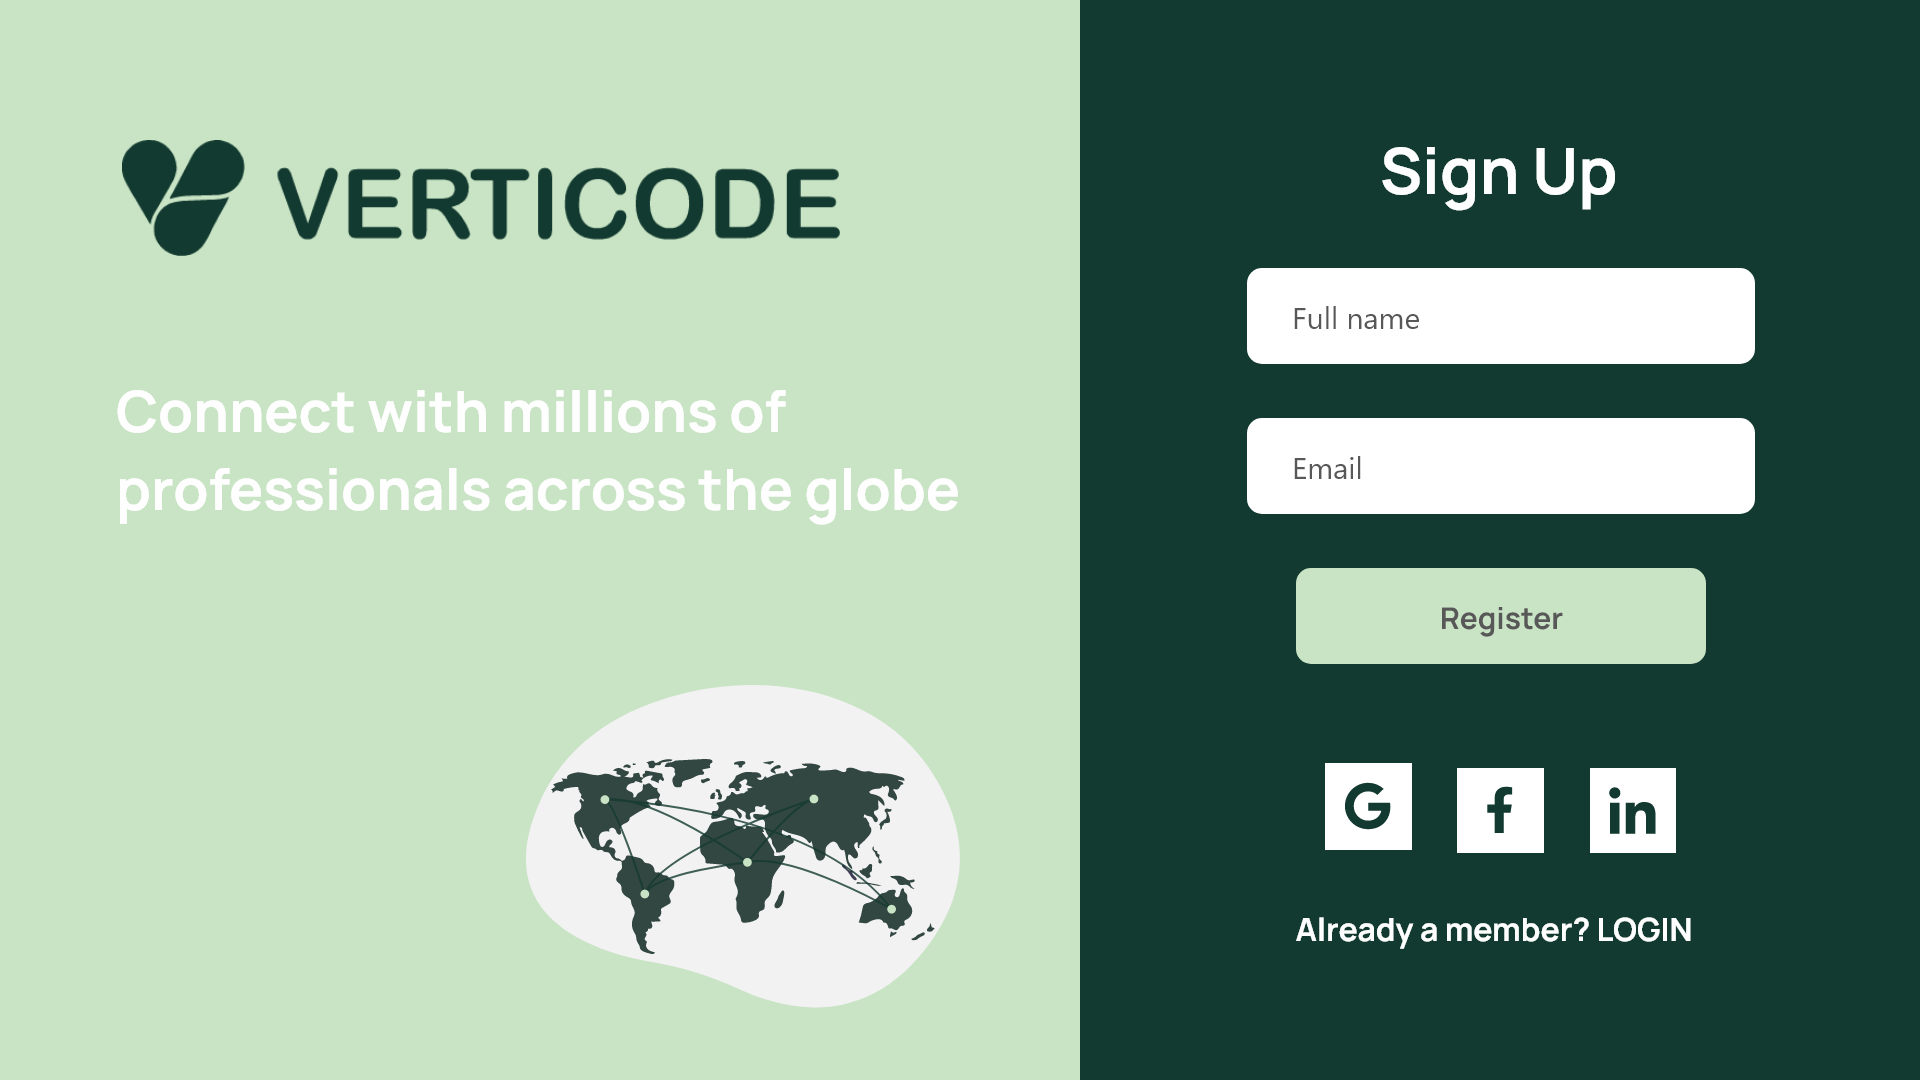 VERTICODE
Connect with millions of
professionals across the globe
Sign Up
Full name
Email
Register
G f in
Already a member? LOGIN